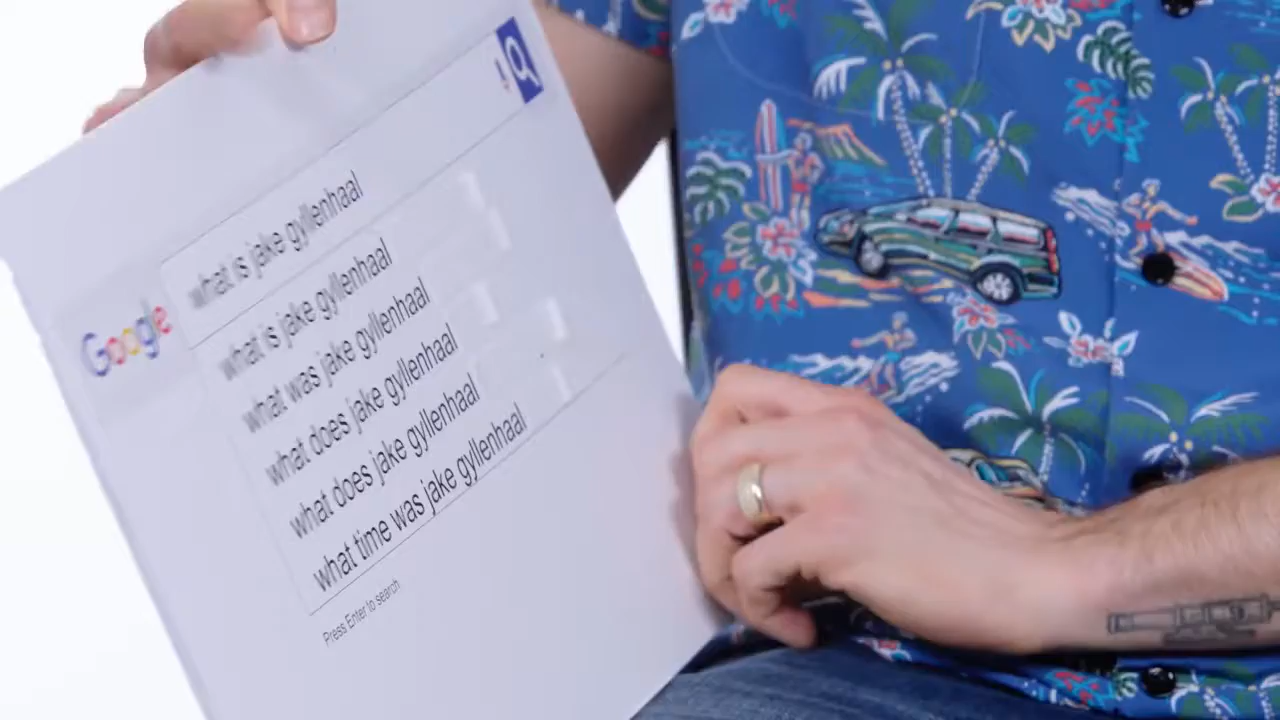 what is jake gyllenhaal
Google
what is jake gyllenhaal
what was jake gyllenhaal
what does jake gyllenhaal
what does jake gyllenhaal
what time was jake gyllenhaal
Press Enter to search